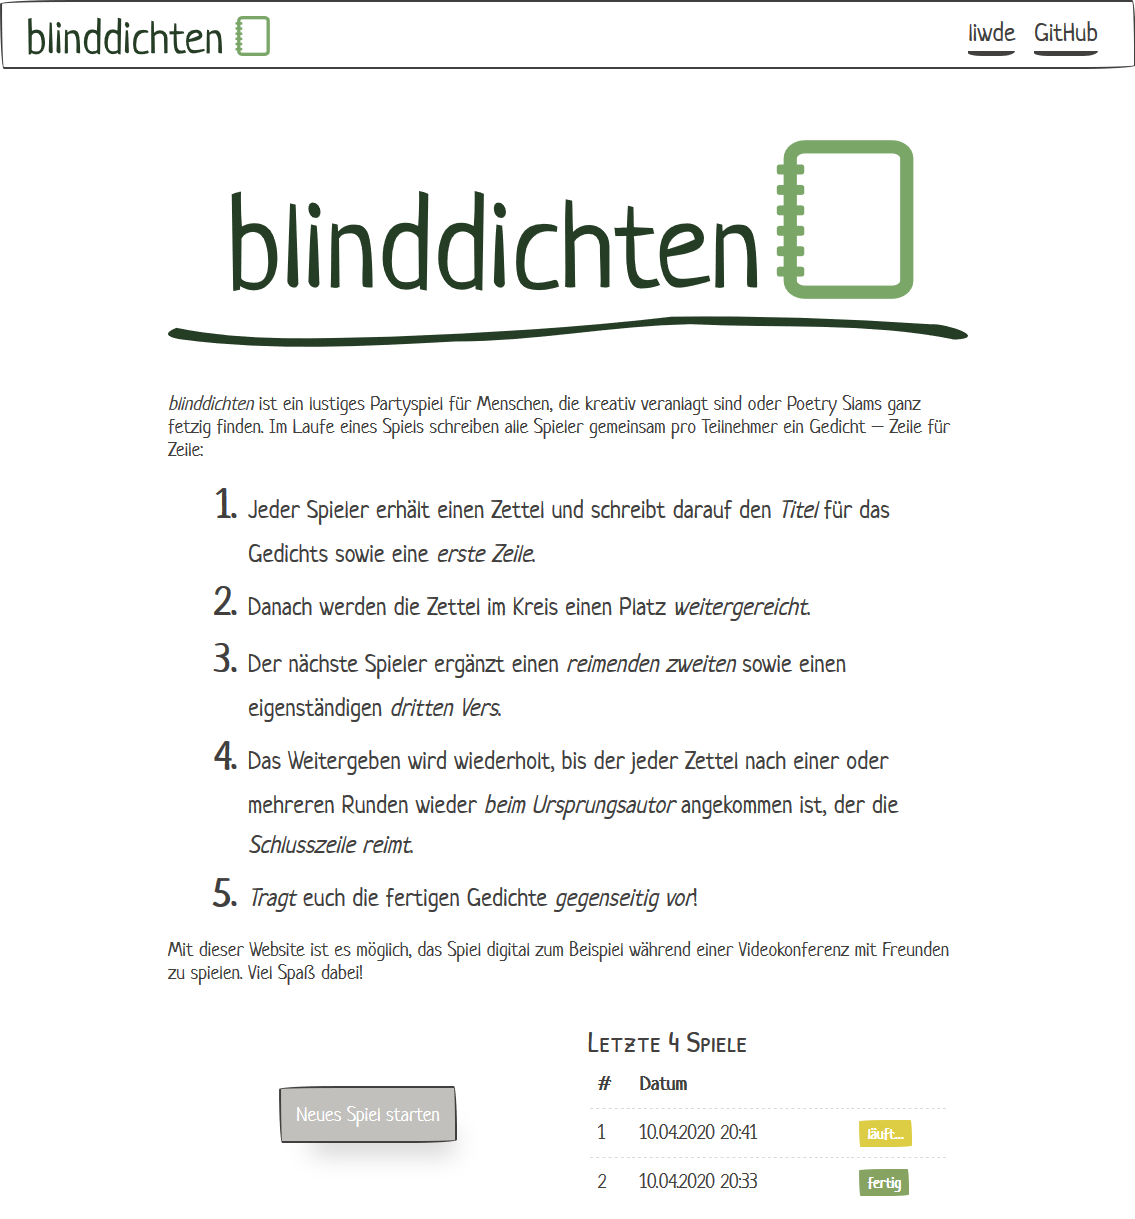 blinddichten
liwde GitHub
blinddichten
blinddichten ist ein lustiges Partyspiel für Menschen, die kreativ veranlagt sind oder Poetry Slams ganz
fetzig finden. Im Laufe eines Spiels schreiben alle Spieler gemeinsam pro Teilnehmer ein Gedicht – Zeile für
Zeile:
1. Jeder Spieler erhält einen Zettel und schreibt darauf den Titel für das
Gedichts sowie eine erste Zeile.
2. Danach werden die Zettel im Kreis einen Platz weitergereicht.
3. Der nächste Spieler ergänzt einen reimenden zweiten sowie einen
eigenständigen dritten Vers.
4. Das Weitergeben wird wiederholt, bis der jeder Zettel nach einer oder
mehreren Runden wieder beim Ursprungsautor angekommen ist, der die
Schlusszeile reimt.
5. Tragt euch die fertigen Gedichte gegenseitig vor!
Mit dieser Website ist es möglich, das Spiel digital zum Beispiel während einer Videokonferenz mit Freunden
zu spielen. Viel Spaß dabei!
Neues Spiel starten
Letzte 4 Spiele
# Datum
1 10.04.2020 20:41 läuft...
2 10.04.2020 20:33 fertig